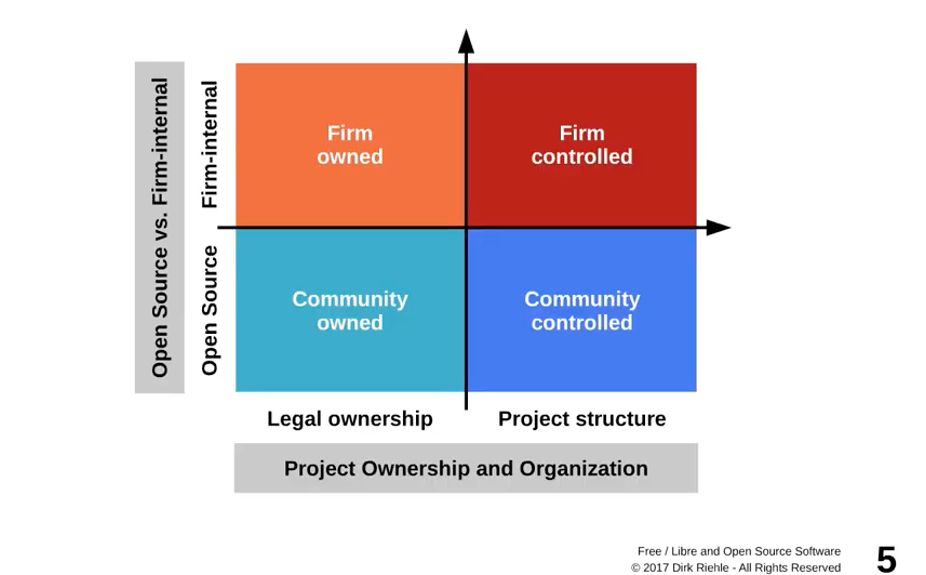 Open Source vs. Firm-internal
Firm-internal
Open Source
Firm
owned
Firm
controlled
Community
owned
Community
controlled
Legal ownership
Project structure
Project Ownership and Organization
Free / Libre and Open Source Software
© 2017 Dirk Riehle - All Rights Reserved
5